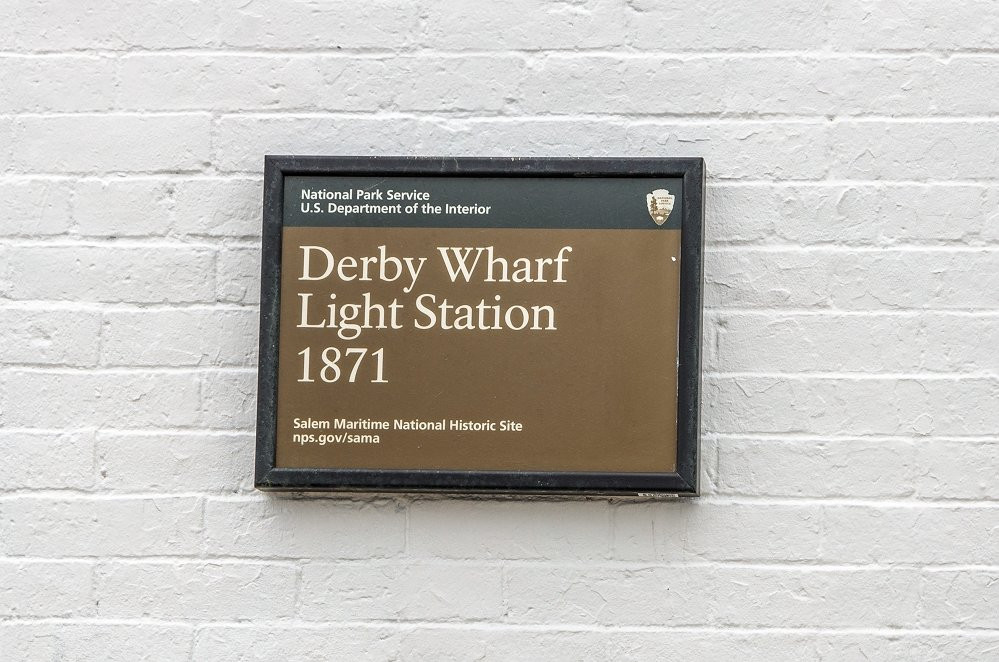 National Park Service
U.S. Department of the Interior
Derby Wharf
Light Station
1871
Salem Maritime National Historic Site
nps.gov/sama